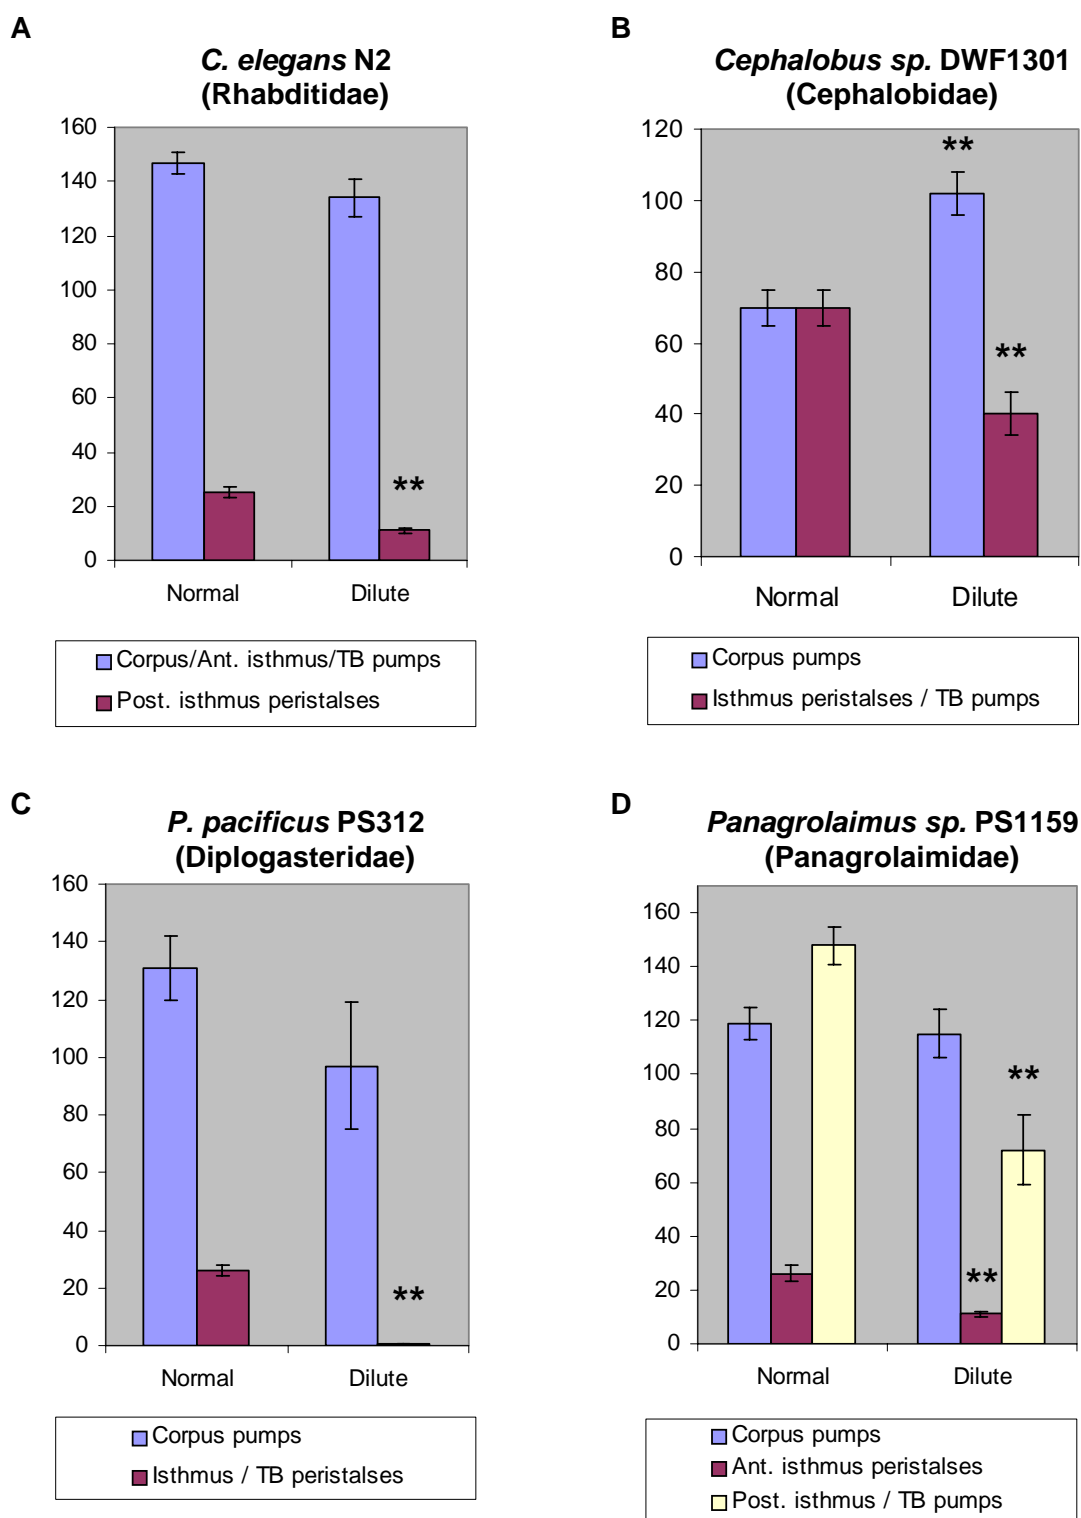 A
C. elegans N2
(Rhabditidae)
160
140
120
100
80
60
40
20
0
**
Normal
Dilute
Corpus/Ant. isthmus/TB pumps
Post. isthmus peristalses
B
Cephalobus sp. DWF1301
(Cephalobidae)
120
100
80
60
40
20
0
**
**
Normal
Dilute
Corpus pumps
Isthmus peristalses / TB pumps
C
P. pacificus PS312
(Diplogasteridae)
160
140
120
100
80
60
40
20
0
**
Normal
Dilute
Corpus pumps
Isthmus / TB peristalses
D
Panagrolaimus sp. PS1159
(Panagrolaimidae)
160
140
120
100
80
60
40
20
0
**
**
Normal
Dilute
Corpus pumps
Ant. isthmus peristalses
Post. isthmus / TB pumps